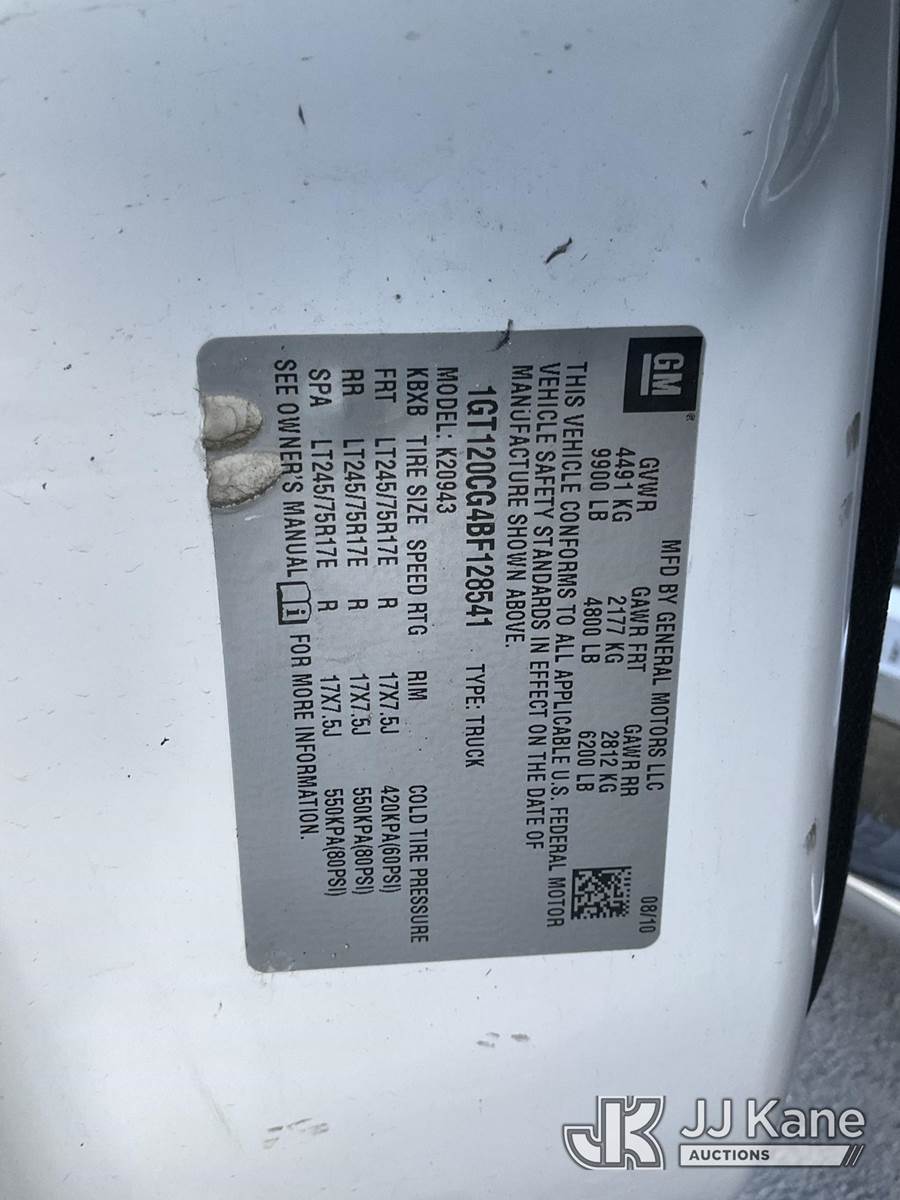 GM®
MFD BY GENERAL MOTORS LLC 08/10
GVWR GAWR FRT GAWR RR
4491 KG 2177 KG 2812 KG
9900 LB 4800 LB 6200 LB
THIS VEHICLE CONFORMS TO ALL APPLICABLE U.S. FEDERAL MOTOR
VEHICLE SAFETY STANDARDS IN EFFECT ON THE DATE OF
MANUFACTURE SHOWN ABOVE.
1GT120CG4BF128541 TYPE: TRUCK
MODEL: K20943
KBXB TIRE SIZE SPEED RTG RIM COLD TIRE PRESSURE
FRT LT245/75R17E R 17X7.5J 420KPA(60PSI)
RR LT245/75R17E R 17X7.5J 550KPA(80PSI)
SPA LT245/75R17E R 17X7.5J 550KPA(80PSI)
SEE OWNER'S MANUAL i FOR MORE INFORMATION.
JK JJ Kane
AUCTIONS